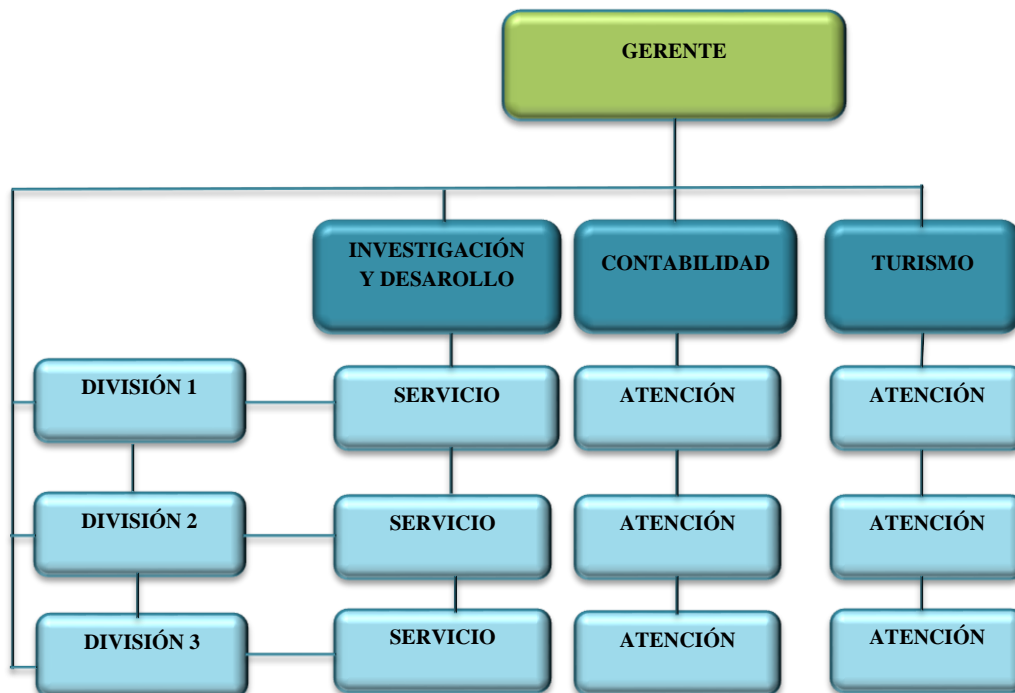 GERENTE
INVESTIGACIÓN
Y DESAROLLO
CONTABILIDAD
TURISMO
DIVISIÓN 1
SERVICIO
ATENCIÓN
ATENCIÓN
DIVISIÓN 2
SERVICIO
ATENCIÓN
ATENCIÓN
DIVISIÓN 3
SERVICIO
ATENCIÓN
ATENCIÓN